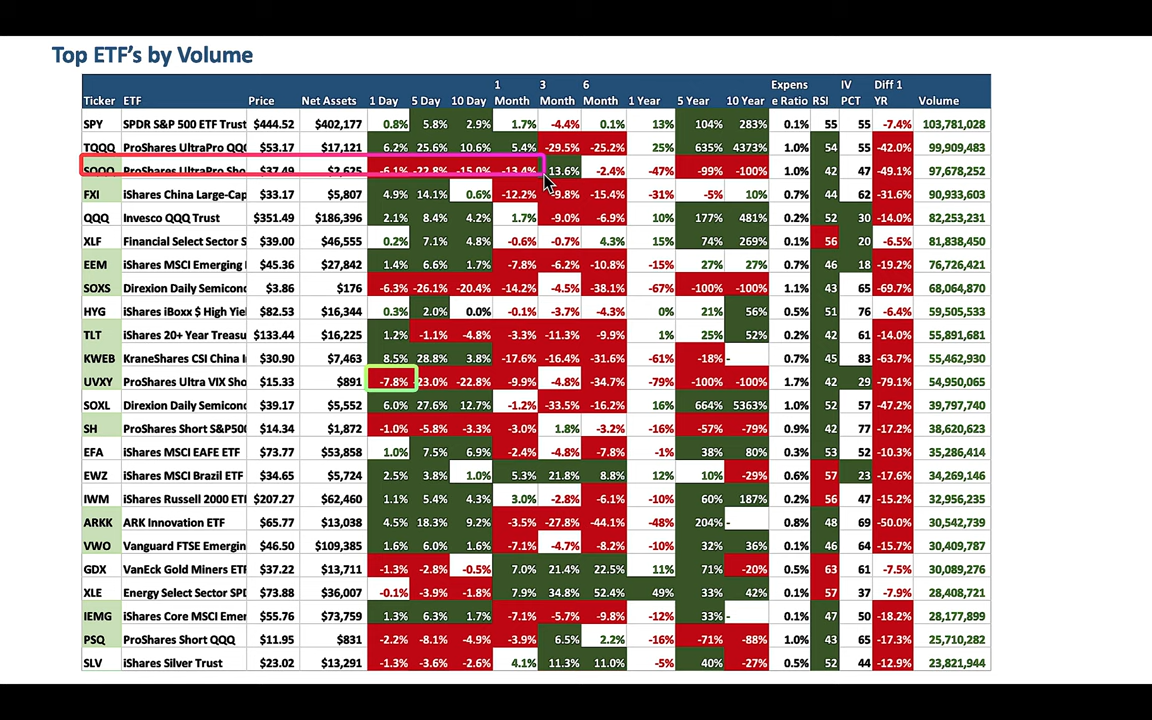 Top ETF's by Volume
1 3 6 Expens IV Diff 1
Ticker ETF Price Net Assets 1 Day 5 Day 10 Day Month Month Month 1 Year 5 Year 10 Year e Ratio RSI PCT YR Volume
SPY SPDR S&P 500 ETF Trust $444.52 $402,177 0.8% 5.8% 2.9% 1.7% -4.4% 0.1% 13% 104% 283% 0.1% 55 55 -7.4% 103,781,028
TQQQ ProShares UltraPro QQQ $53.17 $17,121 6.2% 25.6% 10.6% 5.4% -29.5% -25.2% 25% 635% 4373% 1.0% 54 55 -42.0% 99,909,483
SQQQ ProShares UltraPro Sho $37.49 $2,625 -6.1% -22.8% -15.0% -13.4% 13.6% -2.4% -47% -99% -100% 1.0% 42 47 -49.1% 97,678,252
FXI iShares China Large-Cap $33.17 $5,807 4.9% 14.1% 0.6% -12.2% -9.8% -15.4% -31% -5% 10% 0.7% 44 62 -31.6% 90,933,603
QQQ Invesco QQQ Trust $351.49 $186,396 2.1% 8.4% 4.2% 1.7% -9.0% -6.9% 10% 177% 481% 0.2% 52 30 -14.0% 82,253,231
XLF Financial Select Sector S $39.00 $46,555 0.2% 7.1% 4.8% -0.6% -0.7% 4.3% 15% 74% 269% 0.1% 56 20 -6.5% 81,838,450
EEM iShares MSCI Emerging $45.36 $27,842 1.4% 6.6% 1.7% -7.8% -6.2% -10.8% -15% 27% 27% 0.7% 46 18 -19.2% 76,726,421
SOXS Direxion Daily Semicond $3.86 $176 -6.3% -26.1% -20.4% -14.2% -4.5% -38.1% -67% -100% -100% 1.1% 43 65 -69.7% 68,064,870
HYG iShares iBoxx $ High Yie $82.53 $16,344 0.3% 2.0% 0.0% -0.1% -3.7% -4.3% 0% 21% 56% 0.5% 51 76 -6.4% 59,505,533
TLT iShares 20+ Year Treasu $133.44 $16,225 1.2% -1.1% -4.8% -3.3% -11.3% -9.9% 1% 25% 52% 0.2% 42 61 -14.0% 55,891,681
KWEB KraneShares CSI China I $30.90 $7,463 8.5% 28.8% 3.8% -17.6% -16.4% -31.6% -61% -18% - 0.7% 45 83 -63.7% 55,462,930
UVXY ProShares Ultra VIX Sho $15.33 $891 -7.8% -23.0% -22.8% -9.9% -4.8% -34.7% -79% -100% -100% 1.7% 42 29 -79.1% 54,950,065
SOXL Direxion Daily Semicond $39.17 $5,552 6.0% 27.6% 12.7% -1.2% -33.5% -16.2% 16% 664% 5363% 1.0% 52 57 -47.2% 39,797,740
SH ProShares Short S&P500 $14.34 $1,872 -1.0% -5.8% -3.3% -3.0% 1.8% -3.2% -16% -57% -79% 0.9% 42 77 -17.2% 38,620,623
EFA iShares MSCI EAFE ETF $73.77 $53,858 1.0% 7.5% 6.9% -2.4% -4.8% -7.8% -1% 38% 80% 0.3% 53 52 -10.3% 35,286,414
EWZ iShares MSCI Brazil ETF $34.65 $5,724 2.5% 3.8% 1.0% 5.3% 21.8% 8.8% 12% 10% -29% 0.6% 57 23 -17.6% 34,269,146
IWM iShares Russell 2000 ETI $207.27 $62,460 1.1% 5.4% 4.3% 3.0% -2.8% -6.1% -10% 60% 187% 0.2% 56 47 -15.2% 32,956,235
ARKK ARK Innovation ETF $65.77 $13,038 4.5% 18.3% 9.2% -3.5% -27.8% -44.1% -48% 204% - 0.8% 48 69 -50.0% 30,542,739
VWO Vanguard FTSE Emergin $46.50 $109,385 1.6% 6.0% 1.6% -7.1% -4.7% -8.2% -10% 32% 36% 0.1% 46 64 -15.7% 30,409,787
GDX VanEck Gold Miners ETF $37.22 $13,711 -1.3% -2.8% -0.5% 7.0% 21.4% 22.5% 11% 71% -20% 0.5% 63 61 -7.5% 30,089,276
XLE Energy Select Sector SPD $73.88 $36,007 -0.1% -3.9% -1.8% 7.9% 34.8% 52.4% 49% 33% 42% 0.1% 57 37 -7.9% 28,408,721
IEMG iShares Core MSCI Emer $55.76 $73,759 1.3% 6.3% 1.7% -7.1% -5.7% -9.8% -12% 33% - 0.1% 47 50 -18.2% 28,177,899
PSQ ProShares Short QQQ $11.95 $831 -2.2% -8.1% -4.9% -3.9% 6.5% 2.2% -16% -71% -88% 1.0% 43 65 -17.3% 25,710,282
SLV iShares Silver Trust $23.02 $13,291 -1.3% -3.6% -2.6% 4.1% 11.3% 11.0% -5% 40% -27% 0.5% 52 44 -12.9% 23,821,944